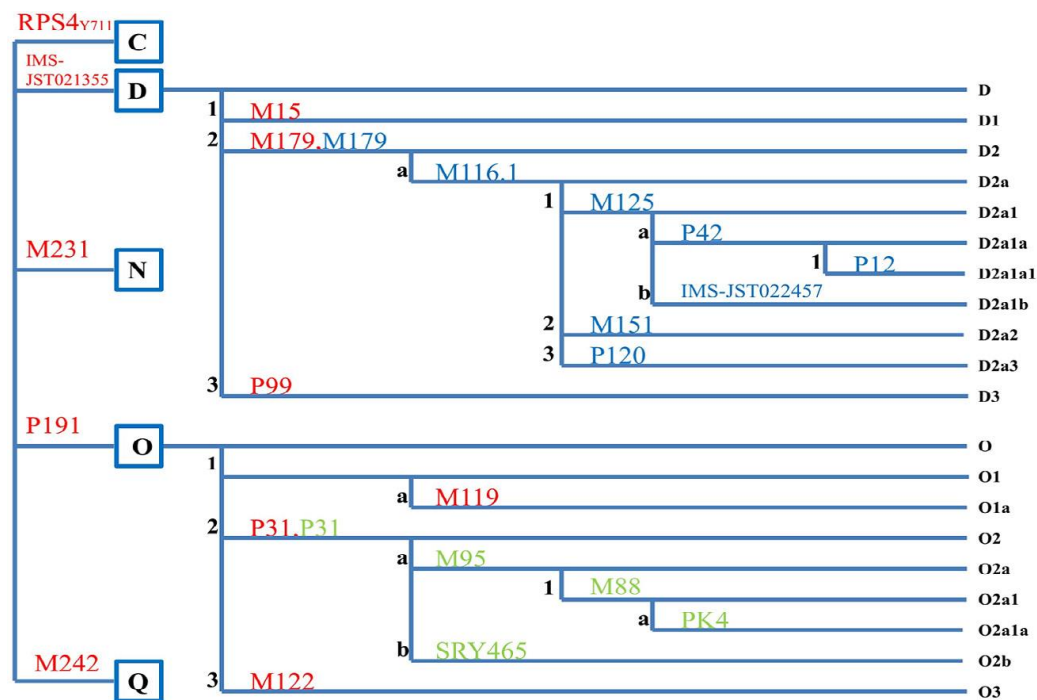 RPS4Y711 C
IMS-
JST021355 D D
1 M15 D1
2 M179,M179 D2
a M116.1 D2a
1 M125 D2a1
a P42 D2a1a
M231 N 1 P12 D2a1a1
b IMS-JST022457 D2a1b
2 M151 D2a2
3 P120 D2a3
3 P99 D3
P191 O O
1 O1
a M119 O1a
2 P31,P31 O2
a M95 O2a
1 M88 O2a1
a PK4 O2a1a
b SRY465 O2b
M242 Q 3 M122 O3